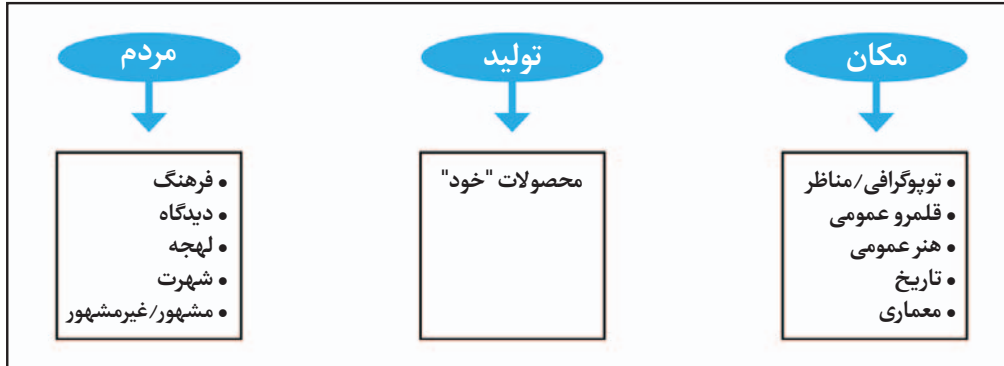 مکان
• توپوگرافی/مناظر
• قلمرو عمومی
• هنر عمومی
• تاریخ
• معماری
تولید
محصولات "خود"
مردم
• فرهنگ
• دیدگاه
• لهجه
• شهرت
• مشهور/غیرمشهور